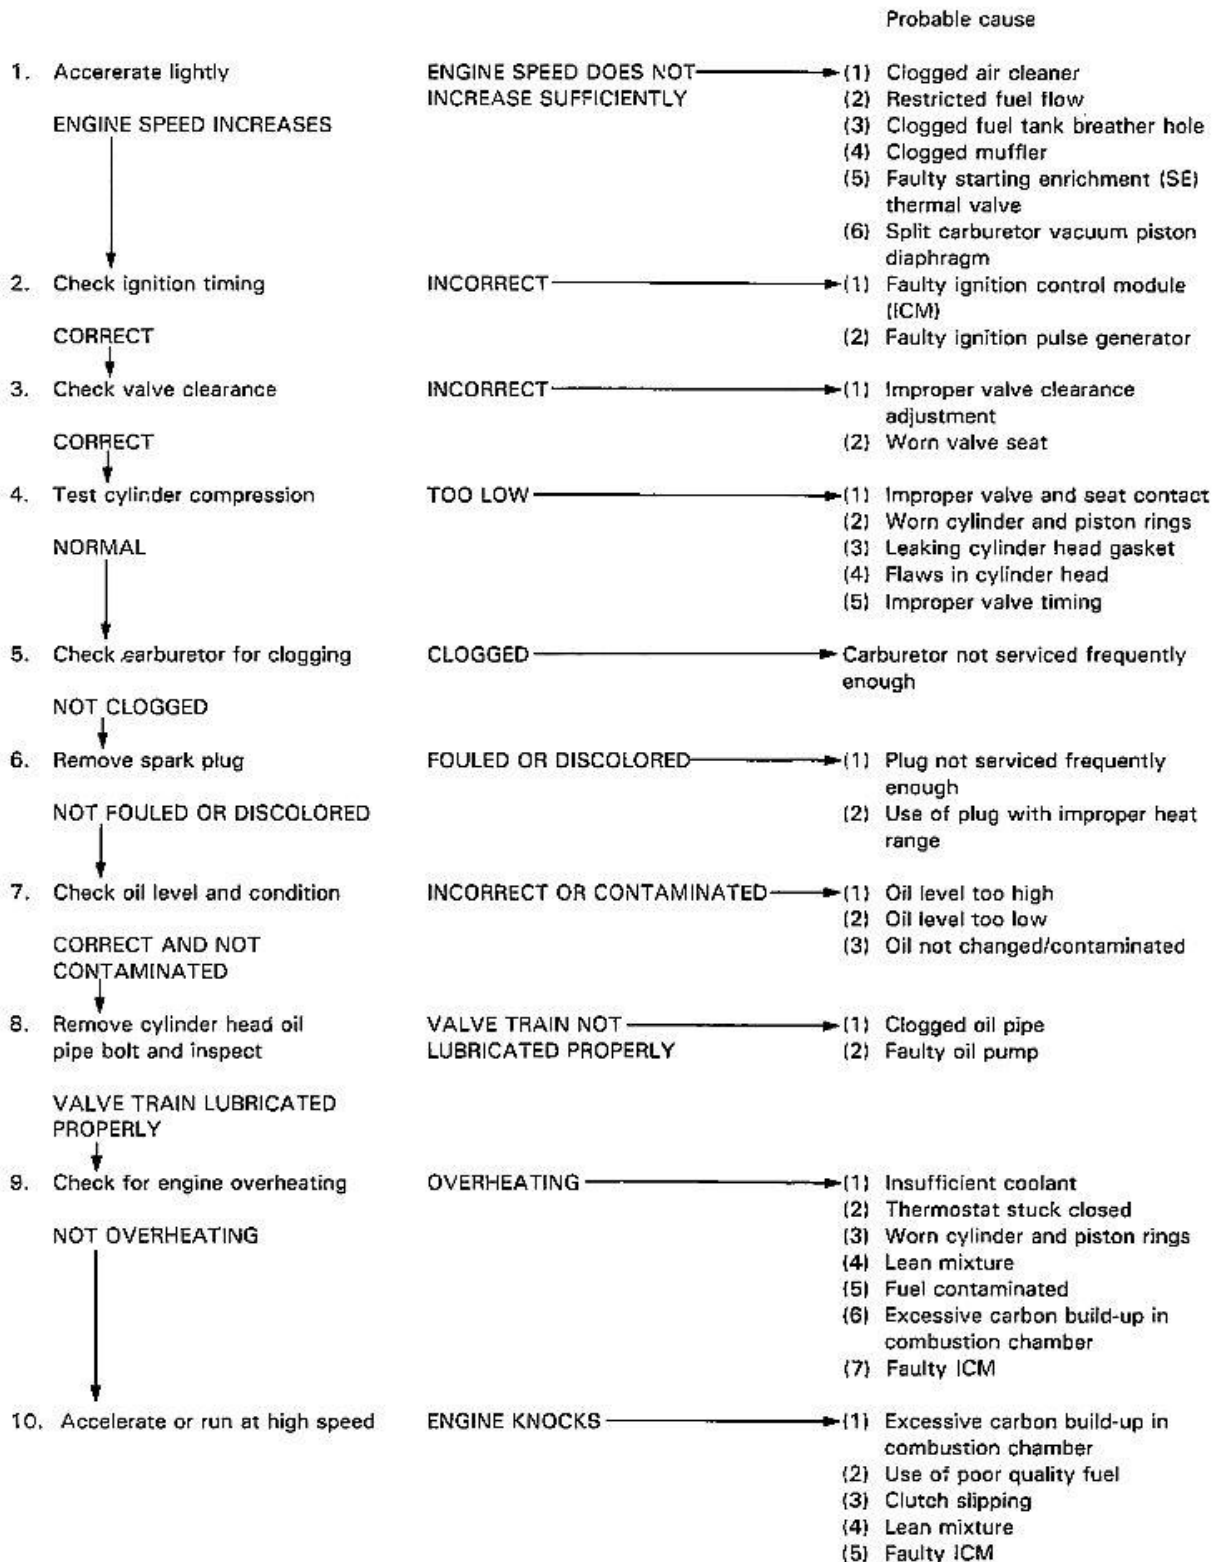 Probable cause
1. Accererate lightly
ENGINE SPEED INCREASES
ENGINE SPEED DOES NOT
INCREASE SUFFICIENTLY
(1) Clogged air cleaner
(2) Restricted fuel flow
(3) Clogged fuel tank breather hole
(4) Clogged muffler
(5) Faulty starting enrichment (SE)
thermal valve
(6) Split carburetor vacuum piston
diaphragm
2. Check ignition timing
CORRECT
INCORRECT
(1) Faulty ignition control module
(ICM)
(2) Faulty ignition pulse generator
3. Check valve clearance
CORRECT
INCORRECT
(1) Improper valve clearance
adjustment
(2) Worn valve seat
4. Test cylinder compression
NORMAL
TOO LOW
(1) Improper valve and seat contact
(2) Worn cylinder and piston rings
(3) Leaking cylinder head gasket
(4) Flaws in cylinder head
(5) Improper valve timing
5. Check carburetor for clogging
NOT CLOGGED
CLOGGED
Carburetor not serviced frequently
enough
6. Remove spark plug
NOT FOULED OR DISCOLORED
FOULED OR DISCOLORED
(1) Plug not serviced frequently
enough
(2) Use of plug with improper heat
range
7. Check oil level and condition
CORRECT AND NOT
CONTAMINATED
INCORRECT OR CONTAMINATED
(1) Oil level too high
(2) Oil level too low
(3) Oil not changed/contaminated
8. Remove cylinder head oil
pipe bolt and inspect
VALVE TRAIN LUBRICATED
PROPERLY
VALVE TRAIN NOT
LUBRICATED PROPERLY
(1) Clogged oil pipe
(2) Faulty oil pump
9. Check for engine overheating
NOT OVERHEATING
OVERHEATING
(1) Insufficient coolant
(2) Thermostat stuck closed
(3) Worn cylinder and piston rings
(4) Lean mixture
(5) Fuel contaminated
(6) Excessive carbon build-up in
combustion chamber
(7) Faulty ICM
10. Accelerate or run at high speed
ENGINE KNOCKS
(1) Excessive carbon build-up in
combustion chamber
(2) Use of poor quality fuel
(3) Clutch slipping
(4) Lean mixture
(5) Faulty ICM